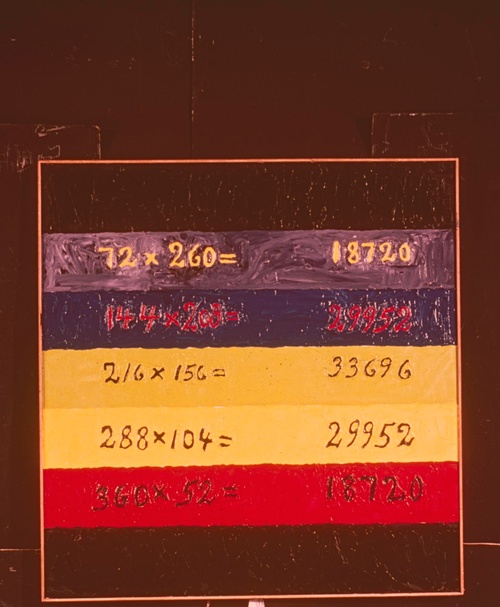 72 × 260 = 18720
144 × 208 = 29952
216 × 156 = 33696
288 × 104 = 29952
360 × 52 = 18720